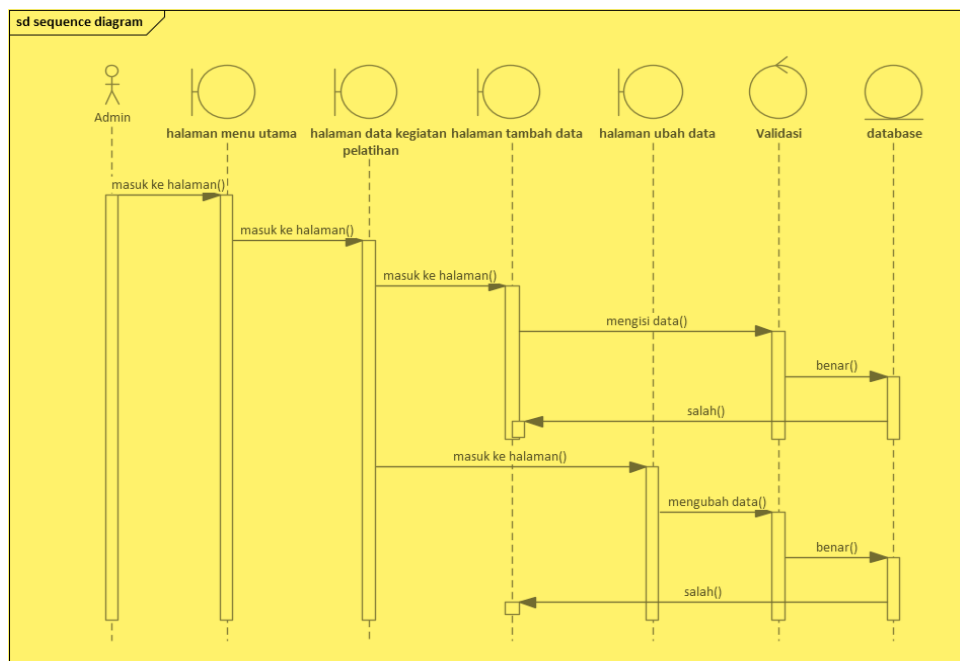 sd sequence diagram
Admin
halaman menu utama
halaman data kegiatan
pelatihan
halaman tambah data
halaman ubah data
Validasi
database
masuk ke halaman()
masuk ke halaman()
masuk ke halaman()
mengisi data()
benar()
salah()
masuk ke halaman()
mengubah data()
benar()
salah()